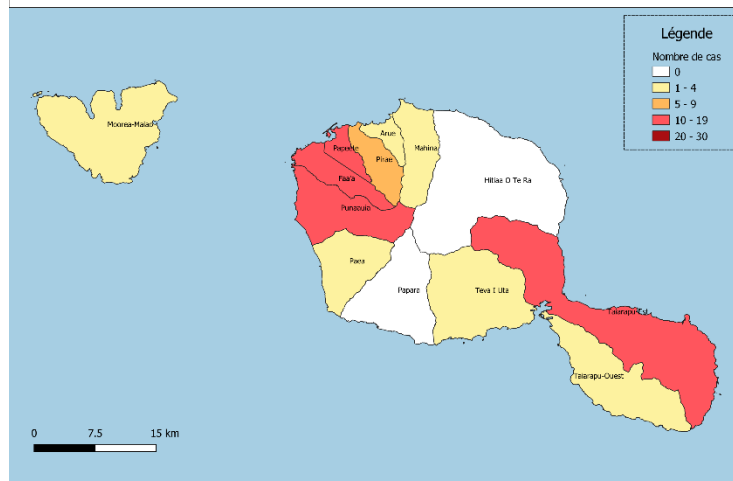 Légende
Nombre de cas
0
1 - 4
5 - 9
10 - 19
20 - 30
Moorea-Maiao
Arue
Papeete
Mahina
Pirae
Faa'a
Hitiaa O Te Ra
Punaauia
Paea
Papara
Teva I Uta
Taiarapu-Est
Taiarapu-Ouest
0 7.5 15 km